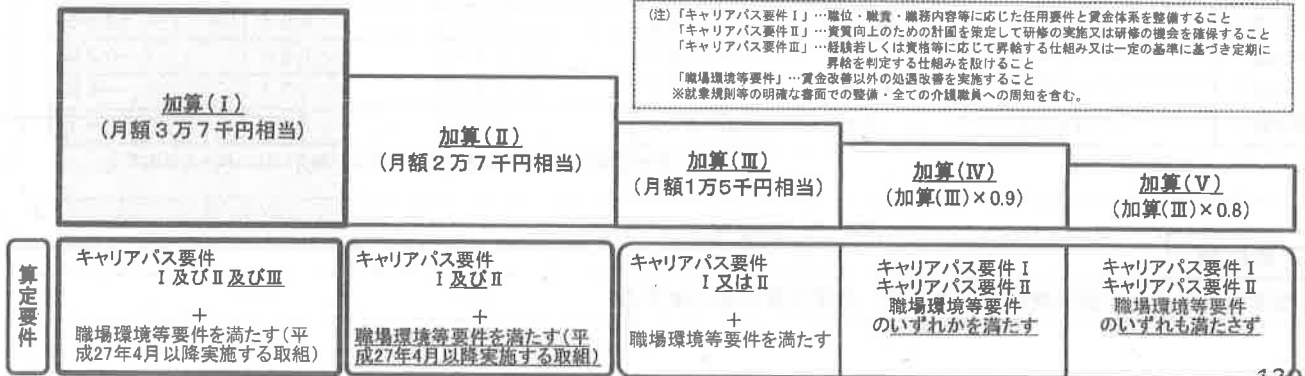 (注)「キャリアパス要件Ⅰ」…職位・職責・職務内容等に応じた任用要件と賃金体系を整備すること
「キャリアパス要件Ⅱ」…資質向上のための計画を策定して研修の実施又は研修の機会を確保すること
「キャリアパス要件Ⅲ」…経験若しくは資格等に応じて昇給する仕組み又は一定の基準に基づき定期に
昇給を判定する仕組みを設けること
「職場環境等要件」…賃金改善以外の処遇改善を実施すること
※就業規則等の明確な書面での整備・全ての介護職員への周知を含む。
加算(Ⅰ)
(月額3万7千円相当)
加算(Ⅱ)
(月額2万7千円相当)
加算(Ⅲ)
(月額1万5千円相当)
加算(Ⅳ)
(加算(Ⅲ)×0.9)
加算(Ⅴ)
(加算(Ⅲ)×0.8)
算定要件
キャリアパス要件
Ⅰ及びⅡ及びⅢ
+
職場環境等要件を満たす(平
成27年4月以降実施する取組)
キャリアパス要件
Ⅰ及びⅡ
+
職場環境等要件を満たす(平
成27年4月以降実施する取組)
キャリアパス要件
Ⅰ又はⅡ
+
職場環境等要件を満たす
キャリアパス要件Ⅰ
キャリアパス要件Ⅱ
職場環境等要件
のいずれかを満たす
キャリアパス要件Ⅰ
キャリアパス要件Ⅱ
職場環境等要件
のいずれも満たさず